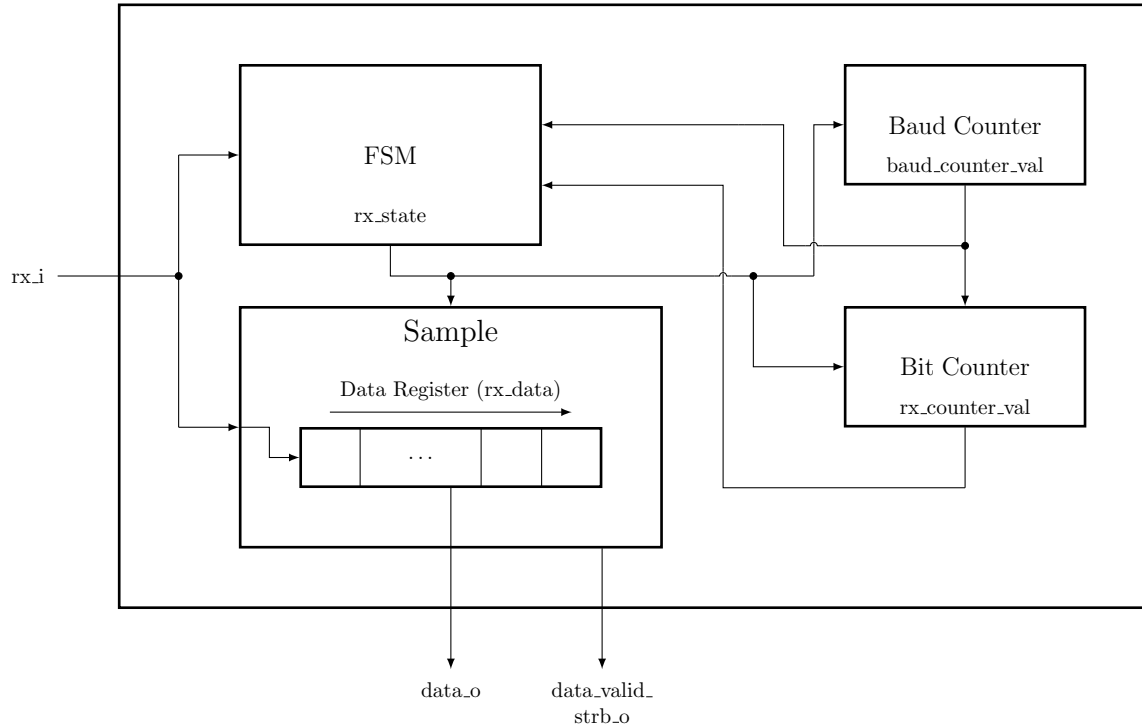 FSM
rx_state
Baud Counter
baud_counter_val
rx_i
Sample
Data Register (rx_data)
...
Bit Counter
rx_counter_val
data_o
data_valid_
strb_o